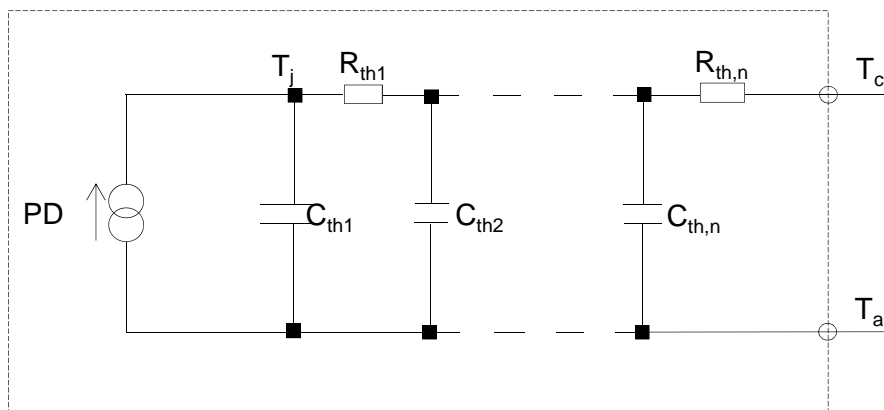 T_j
R_th1
R_th,n
T_c
PD
C_th1
C_th2
C_th,n
T_a